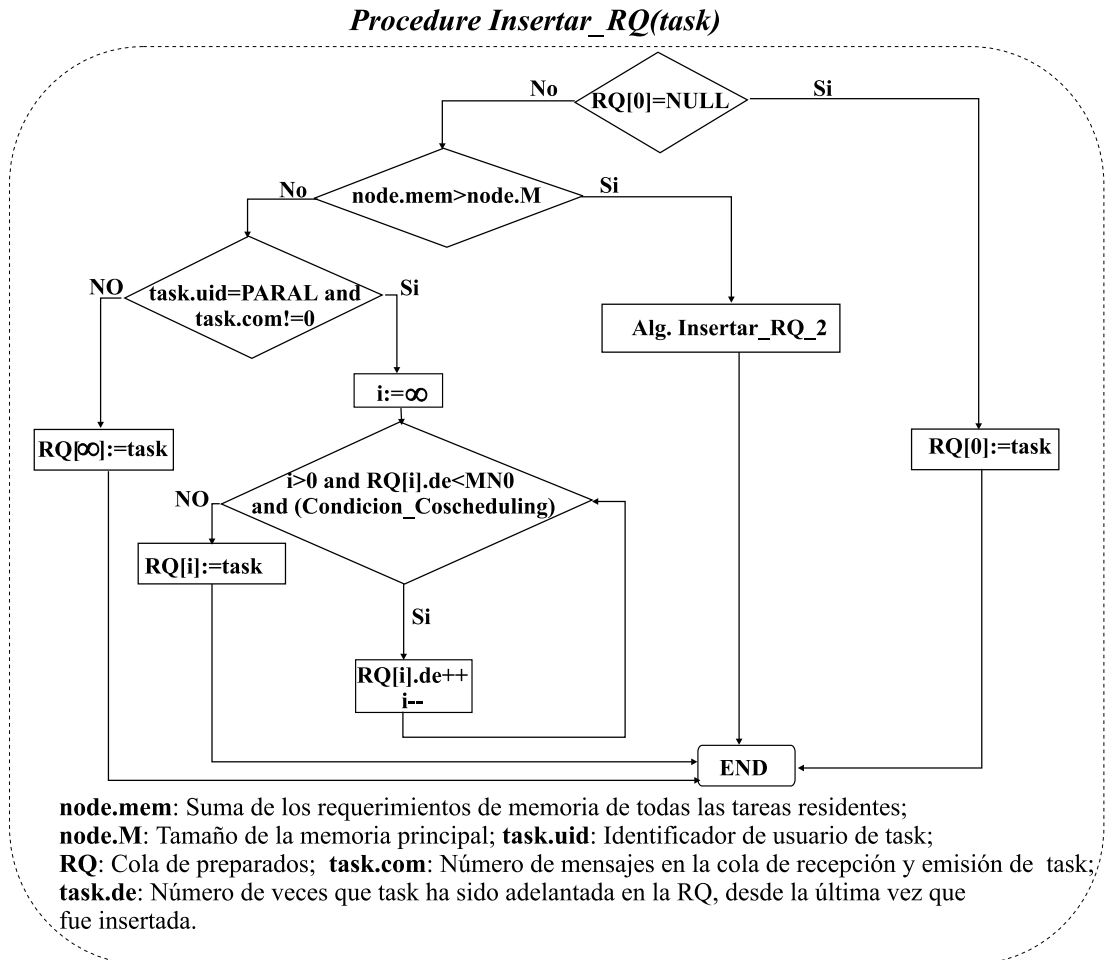 Procedure Insertar_RQ(task)
RQ[0]=NULL
No
Si
node.mem>node.M
No
Si
task.uid=PARAL and
task.com!=0
NO
Si
Alg. Insertar_RQ_2
i:=∞
RQ[∞]:=task
RQ[0]:=task
i>0 and RQ[i].de<MN0
and (Condicion_Coscheduling)
NO
RQ[i]:=task
Si
RQ[i].de++
i--
END
node.mem: Suma de los requerimientos de memoria de todas las tareas residentes;
node.M: Tamaño de la memoria principal; task.uid: Identificador de usuario de task;
RQ: Cola de preparados; task.com: Número de mensajes en la cola de recepción y emisión de task;
task.de: Número de veces que task ha sido adelantada en la RQ, desde la última vez que
fue insertada.